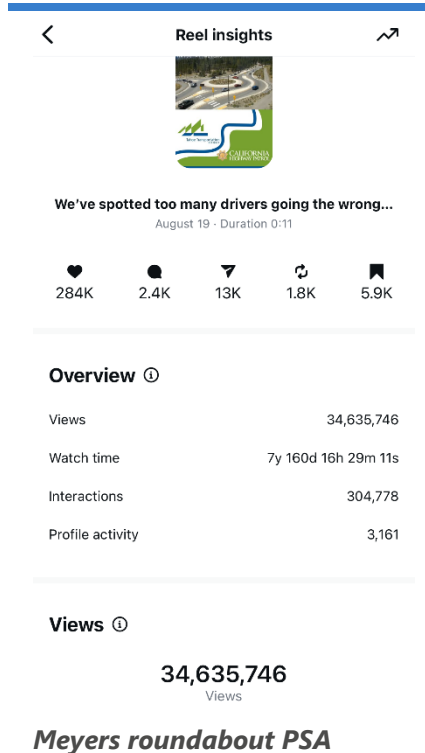 Reel insights
CALIFORNIA
HIGHWAY PATROL
We've spotted too many drivers going the wrong...
August 19 · Duration 0:11
284K 2.4K 13K 1.8K 5.9K
Overview
Views 34,635,746
Watch time 7y 160d 16h 29m 11s
Interactions 304,778
Profile activity 3,161
Views
34,635,746
Views
Meyers roundabout PSA